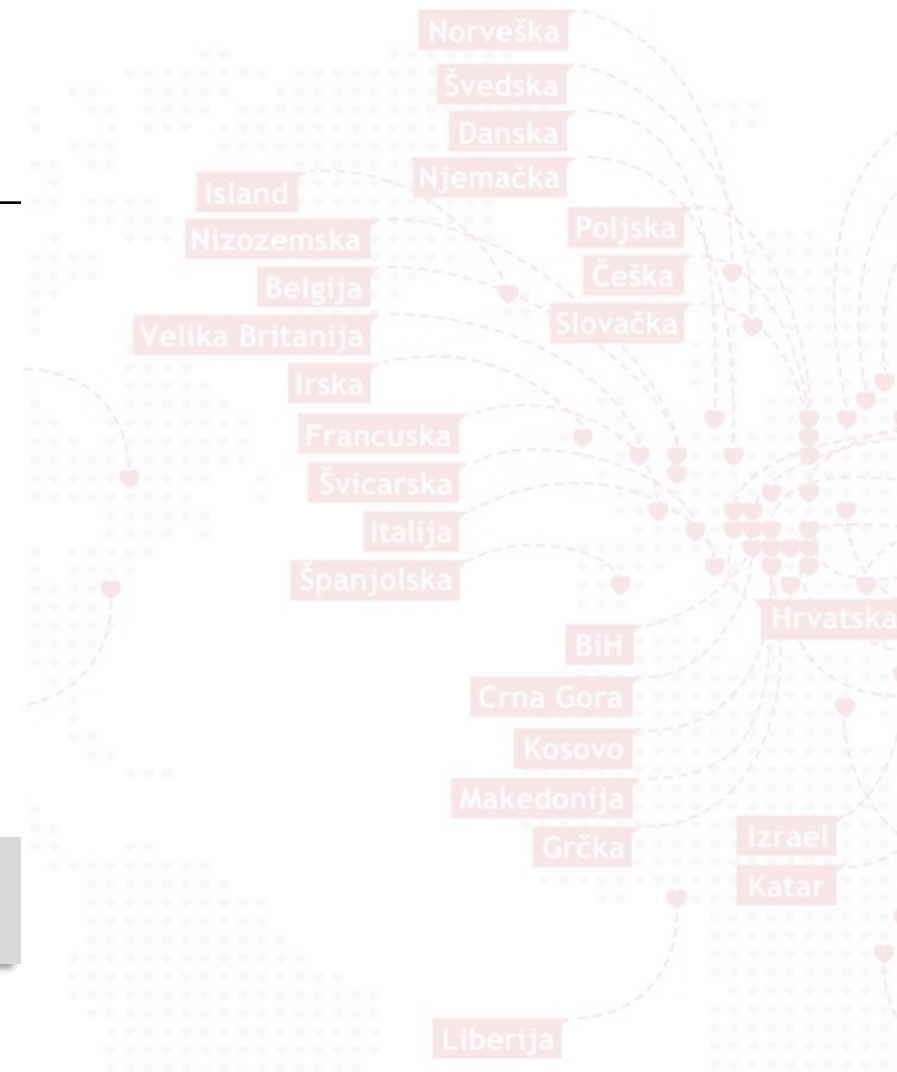 Norveška
Švedska
Danska
Njemačka
Island
Nizozemska
Belgija
Velika Britanija
Irska
Poljska
Češka
Slovačka
Francuska
Švicarska
Italija
Španjolska
Hrvatska
BiH
Crna Gora
Kosovo
Makedonija
Grčka
Izrael
Katar
Liberija